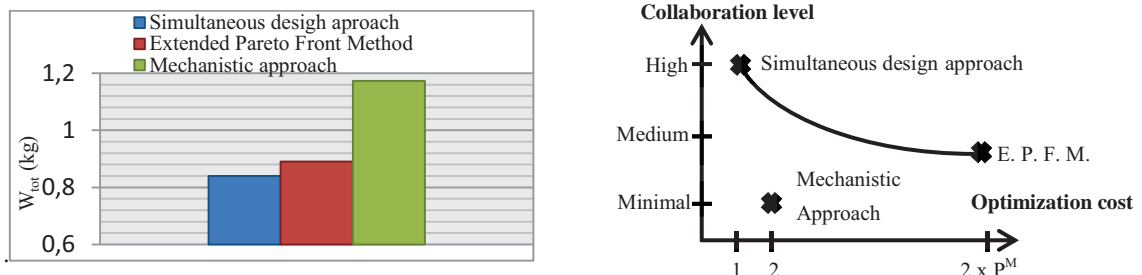 Simultaneous design aproach
Extended Pareto Front Method
Mechanistic approach
1,2
1
0,8
0,6
W_tot (kg)
.
Collaboration level
High
Simultaneous design approach
Medium
E. P. F. M.
Mechanistic
Approach
Minimal
Optimization cost
1
2
2 x P^M